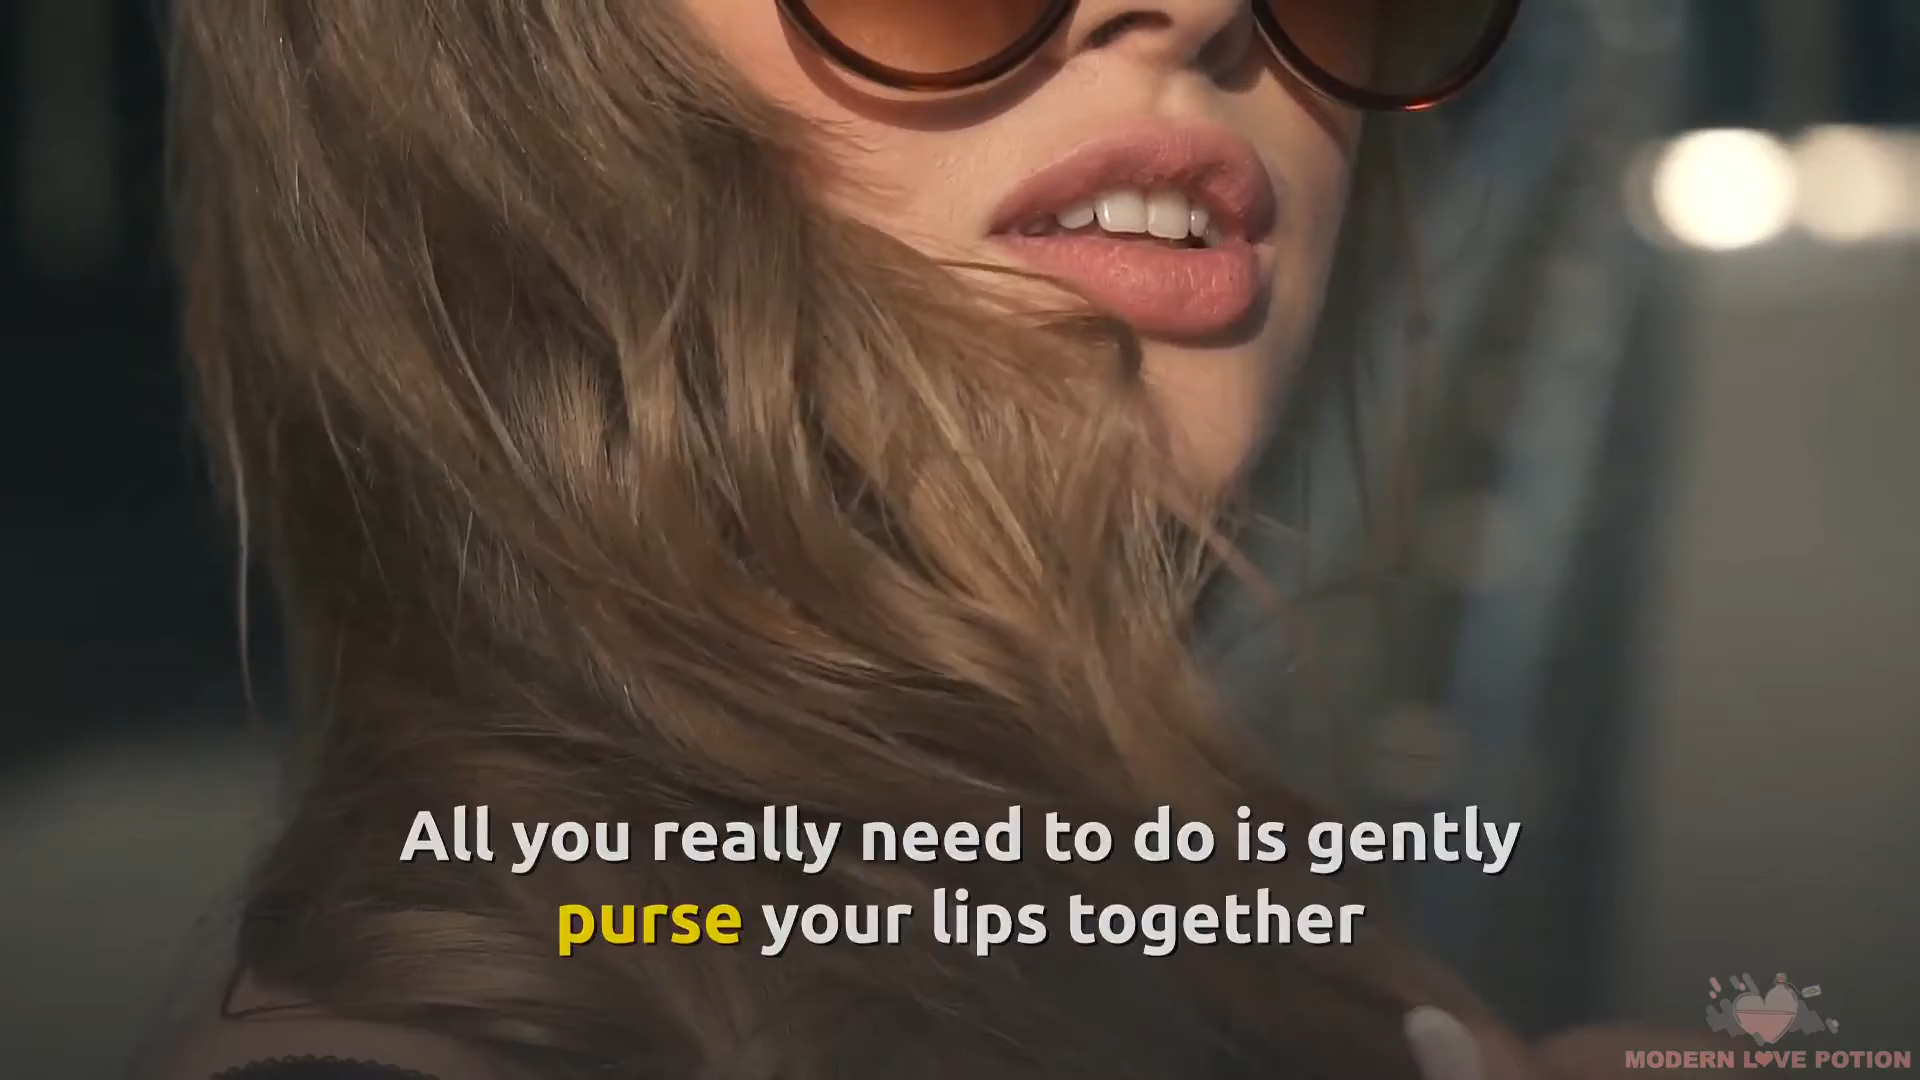 All you really need to do is gently
purse your lips together
MODERN LOVE POTION